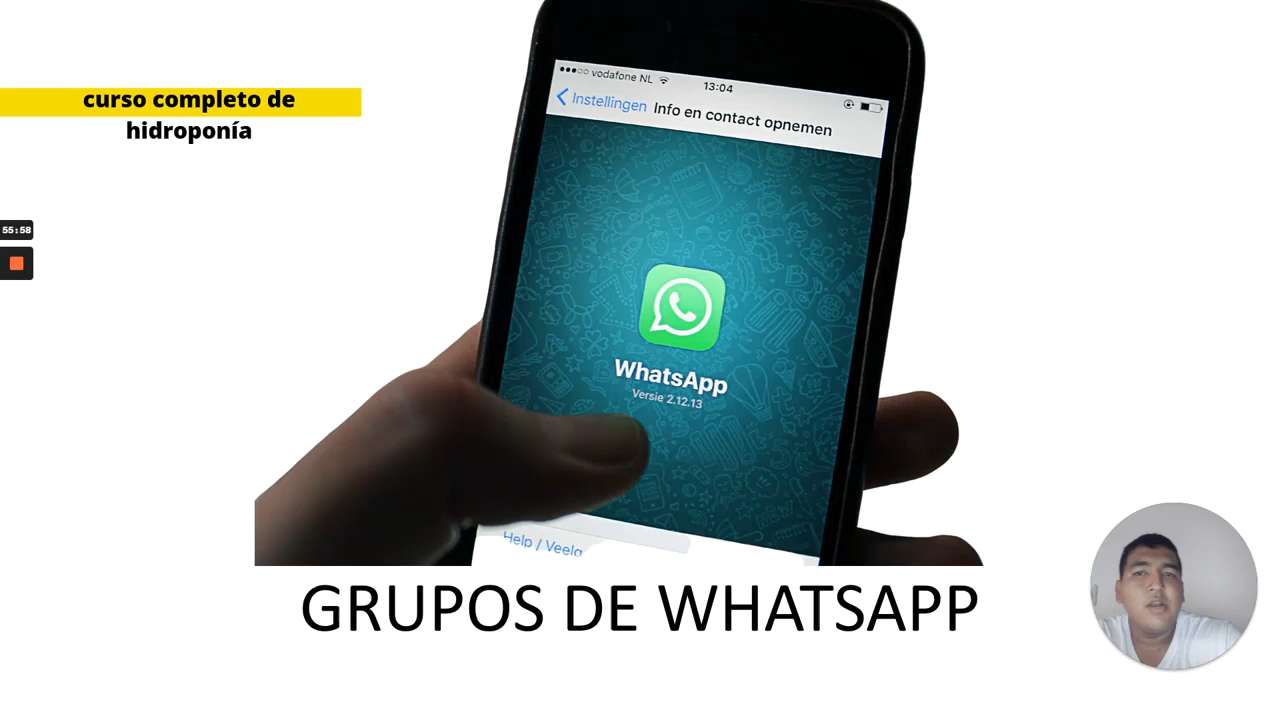 curso completo de
hidroponía
55:58
vodafone NL
13:04
Instellingen
Info en contact opnemen
WhatsApp
Versie 2.12.13
Help / Veelg
GRUPOS DE WHATSAPP